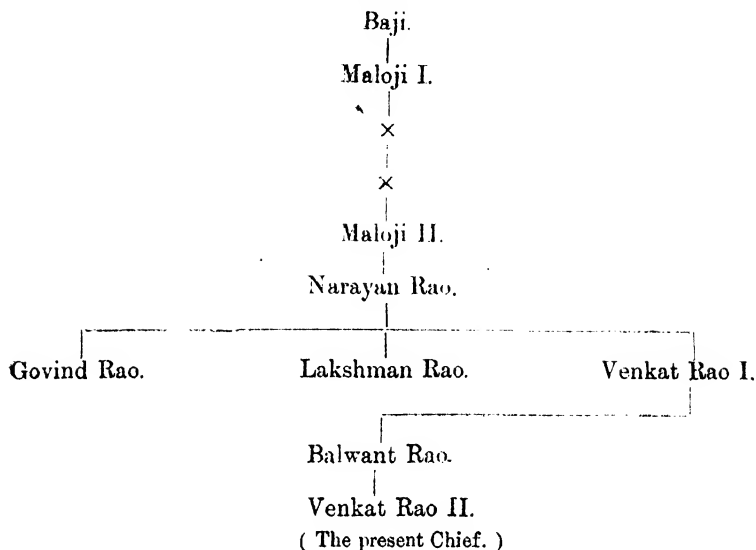 Baji.
Maloji I.
×
×
Maloji II.
Narayan Rao.
Govind Rao. Lakshman Rao. Venkat Rao I.
Balwant Rao.
Venkat Rao II.
( The present Chief. )